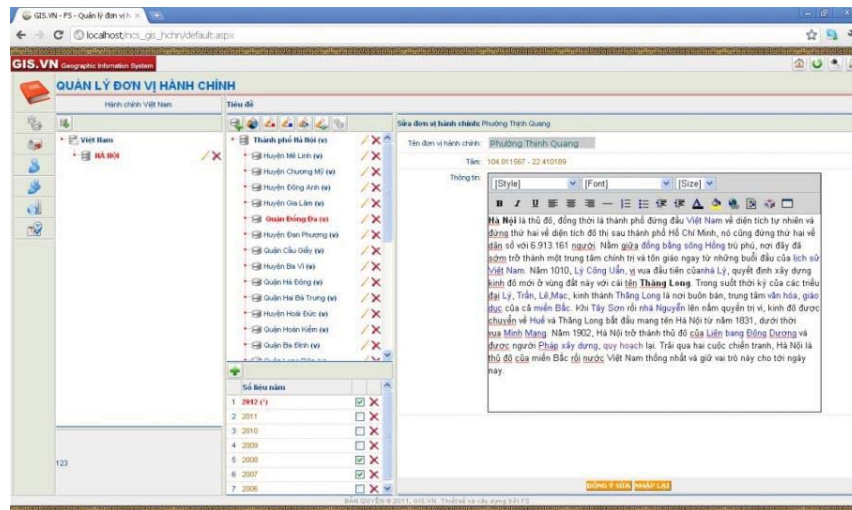 GIS.VN - FS - Quản lý đơn vị h
localhost/ncs_gis_hchn/default.aspx
GIS.VN Geographic Information System
QUẢN LÝ ĐƠN VỊ HÀNH CHÍNH
Hành chính Việt Nam
Tiêu đề
Việt Nam
HÀ NỘI
Thành phố Hà Nội (v)
Huyện Mê Linh (v)
Huyện Chương Mỹ (v)
Huyện Đông Anh (v)
Huyện Gia Lâm (v)
Quận Đống Đa (v)
Huyện Đan Phượng (v)
Quận Cầu Giấy (v)
Huyện Ba Vì (v)
Quận Hà Đông (v)
Quận Hai Bà Trưng (v)
Huyện Hoài Đức (v)
Quận Hoàn Kiếm (v)
Quận Ba Đình (v)
Số liệu năm
1 2012 (*)
2 2011
3 2010
4 2009
5 2008
6 2007
7 2006
123
Sửa đơn vị hành chính: Phường Thịnh Quang
Tên đơn vị hành chính: Phường Thịnh Quang
Tâm: 104.011567 - 22.410189
Thông tin:
[Style] [Font] [Size]
B I U
Hà Nội là thủ đô, đồng thời là thành phố đứng đầu Việt Nam về diện tích tự nhiên và
đứng thứ hai về diện tích đô thị sau thành phố Hồ Chí Minh, nó cũng đứng thứ hai về
dân số với 6.913.161 người. Nằm giữa đồng bằng sông Hồng trù phú, nơi đây đã
sớm trở thành một trung tâm chính trị và tôn giáo ngay từ những buổi đầu của lịch sử
Việt Nam. Năm 1010, Lý Công Uẩn, vị vua đầu tiên củanhà Lý, quyết định xây dựng
kinh đô mới ở vùng đất này với cái tên Thăng Long. Trong suốt thời kỳ của các triều
đại Lý, Trần, Lê,Mạc, kinh thành Thăng Long là nơi buôn bán, trung tâm văn hóa, giáo
dục của cả miền Bắc. Khi Tây Sơn rồi nhà Nguyễn lên nắm quyền trị vì, kinh đô được
chuyển về Huế và Thăng Long bắt đầu mang tên Hà Nội từ năm 1831, dưới thời
vua Minh Mạng. Năm 1902, Hà Nội trở thành thủ đô của Liên bang Đông Dương và
được người Pháp xây dựng, quy hoạch lại. Trải qua hai cuộc chiến tranh, Hà Nội là
thủ đô của miền Bắc rồi nước Việt Nam thống nhất và giữ vai trò này cho tới ngày
nay.
ĐỒNG Ý SỬA NHẬP LẠI
BẢN QUYỀN © 2011, GIS.VN. Thiết kế và xây dựng bởi FS